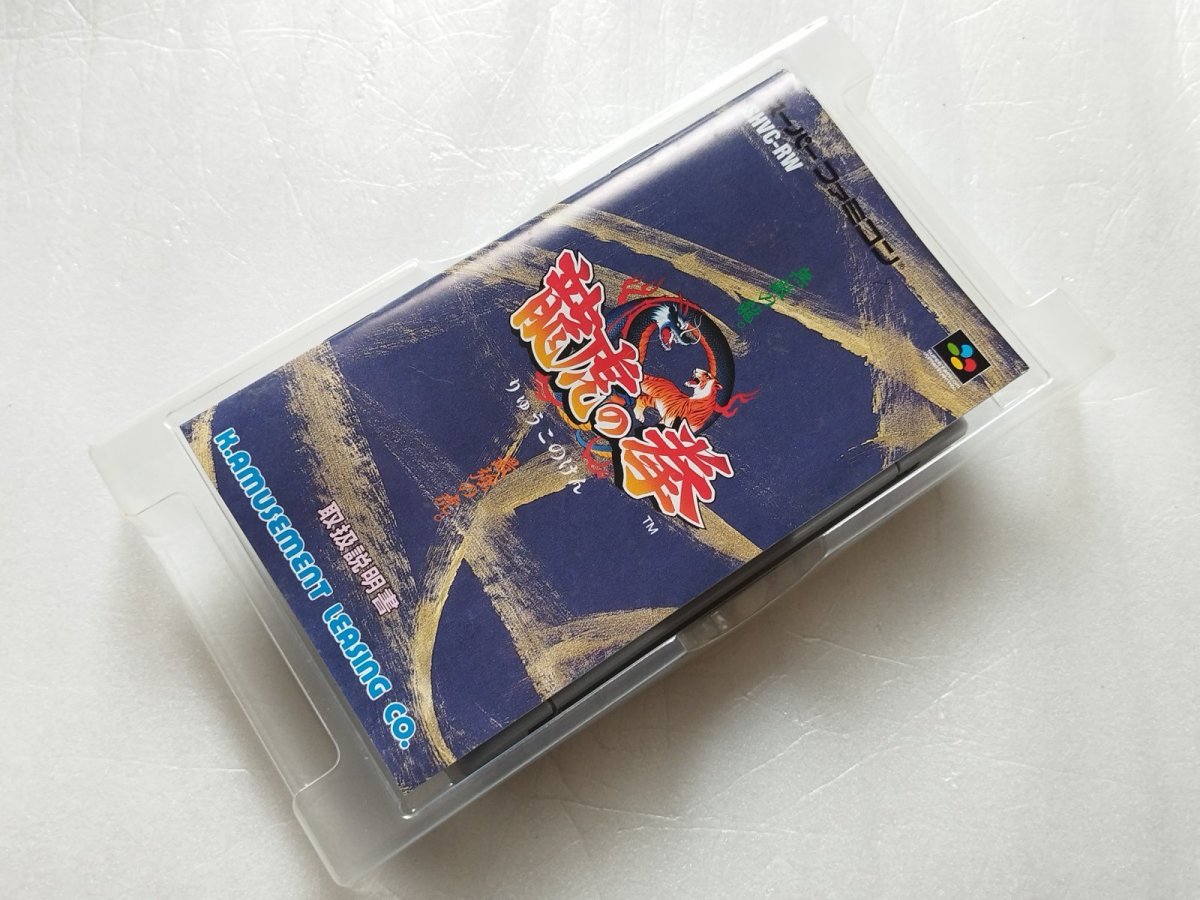 スーパーファミコン®
SHVC-RW
龍虎の拳
りゅうこのけん
TM
取扱説明書
K.AMUSEMENT LEASING CO.